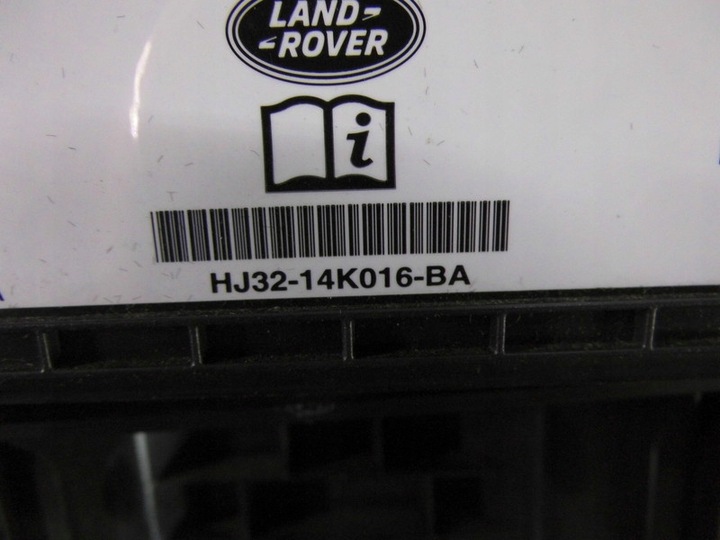 LAND-
-ROVER
i
HJ32-14K016-BA